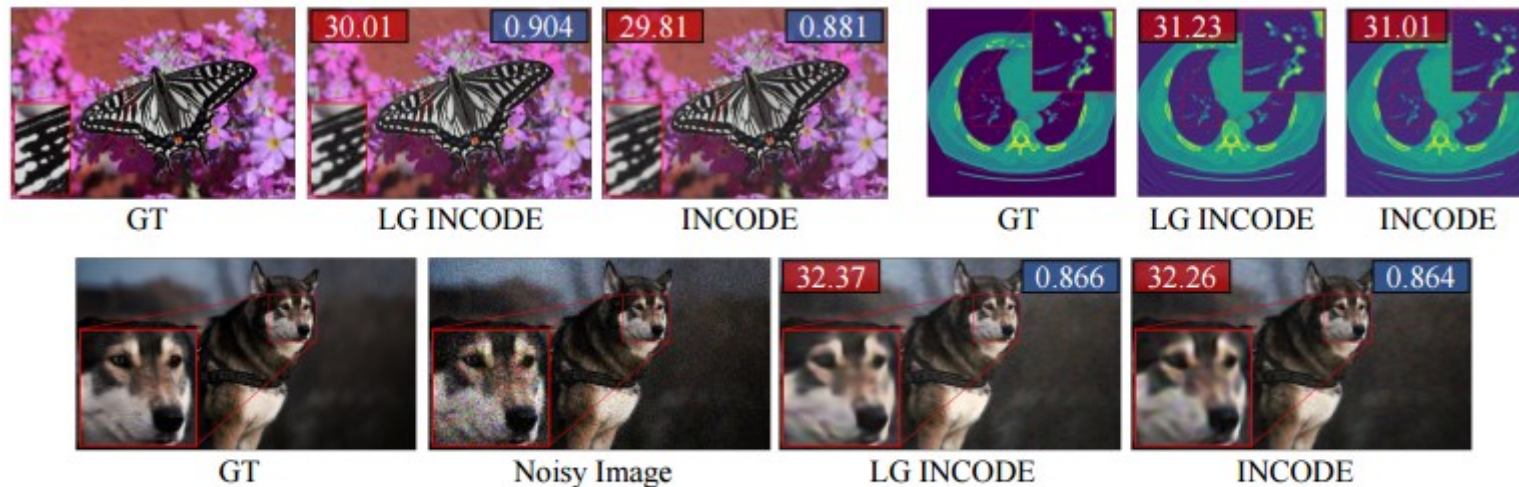 30.01 0.904 29.81 0.881 31.23 31.01
GT LG INCODE INCODE GT LG INCODE INCODE
32.37 0.866 32.26 0.864
GT Noisy Image LG INCODE INCODE